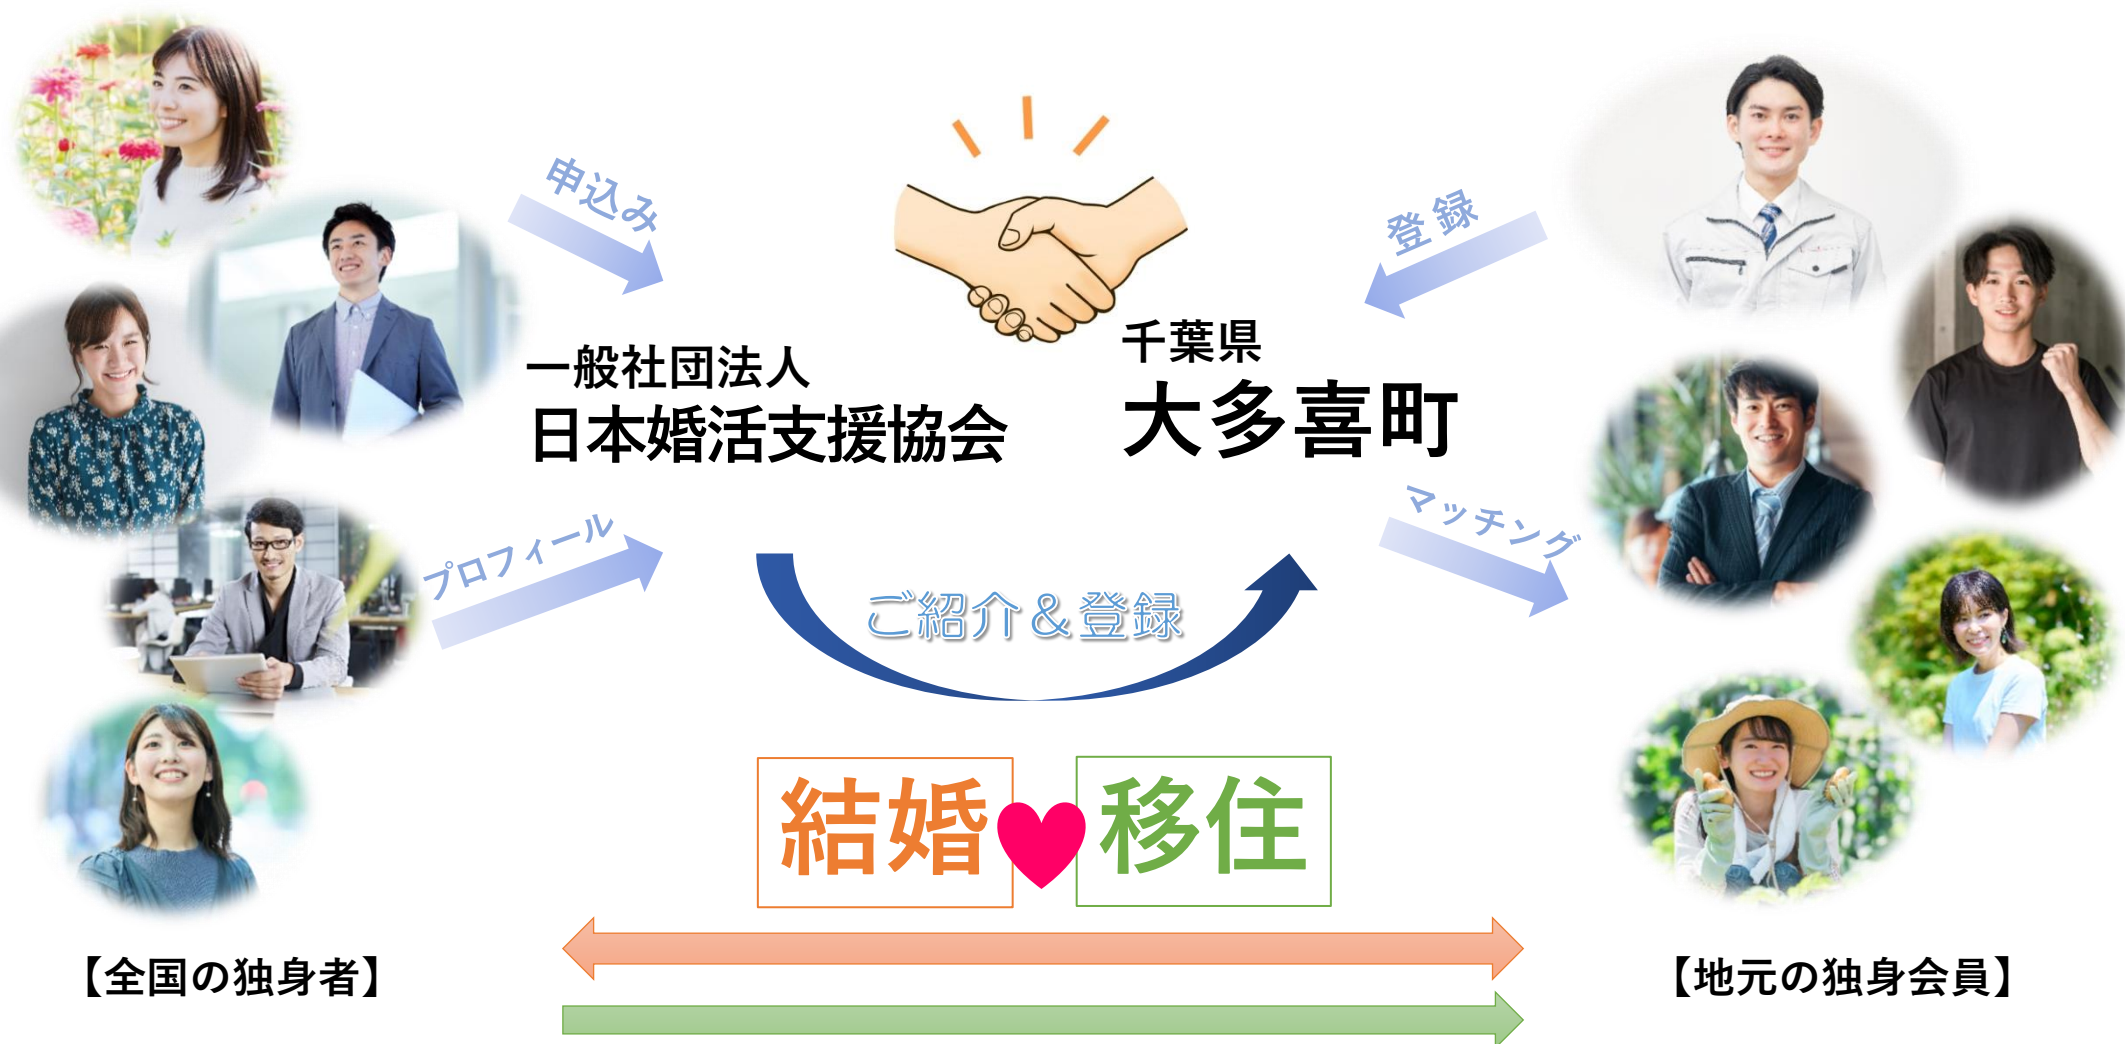 申込み
登録
一般社団法人
日本婚活支援協会
千葉県
大多喜町
プロフィール
マッチング
ご紹介＆登録
結婚
移住
【全国の独身者】
【地元の独身会員】